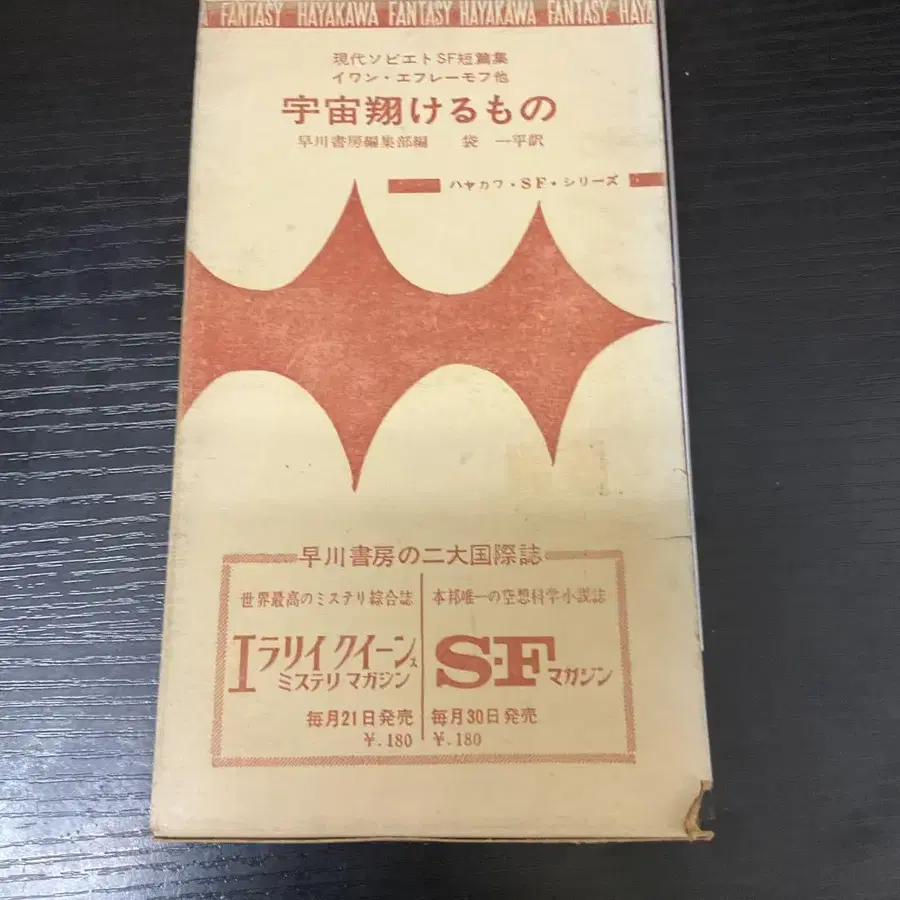 FANTASY HAYAKAWA FANTASY HAYAKAWA FANTASY HAYA
現代ソビエトSF短篇集
イワン・エフレーモフ他
宇宙翔けるもの
早川書房編集部編 袋 一平訳
ハヤカワ・SF・シリーズ
早川書房の二大国際誌
世界最高のミステリ綜合誌
エラリイ クイーンズ
ミステリ マガジン
毎月21日発売
¥.180
本邦唯一の空想科学小説誌
S-Fマガジン
毎月30日発売
¥.180